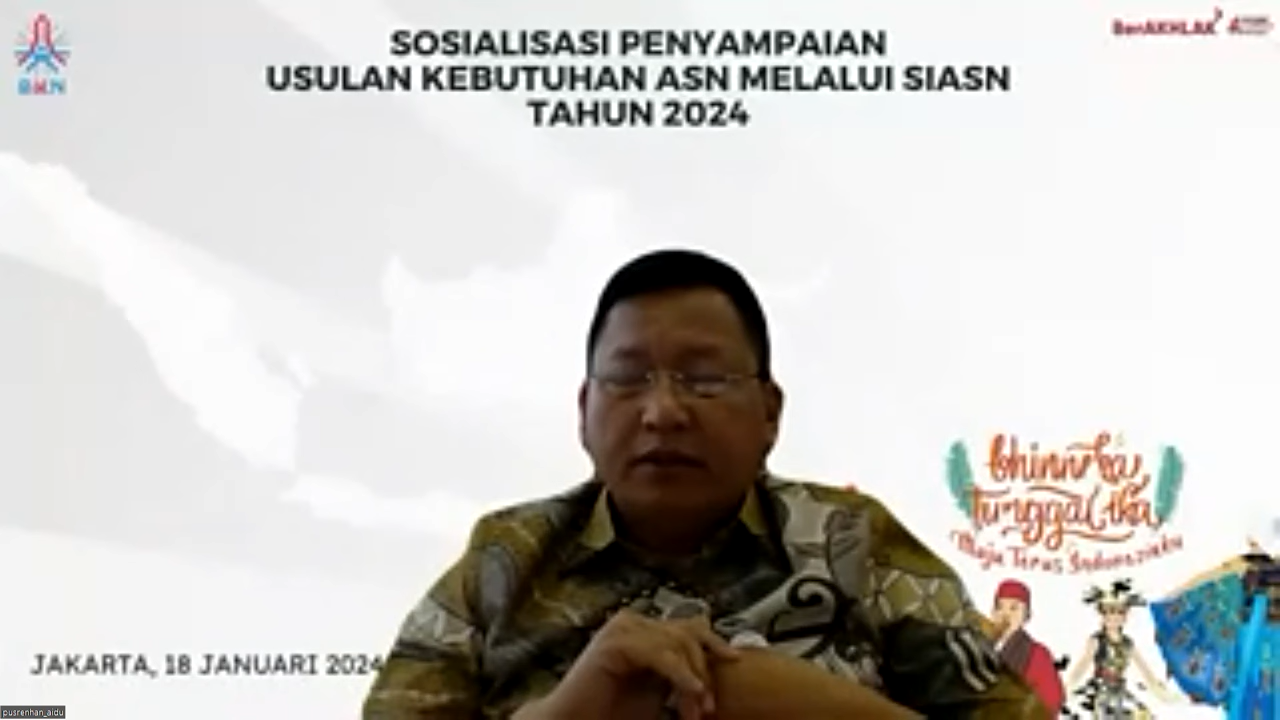 SOSIALISASI PENYAMPAIAN
USULAN KEBUTUHAN ASN MELALUI SIASN
TAHUN 2024
BKN
BerAKHLAK
bhinneka
tunggal ika
Maju Terus Indonesiaku
JAKARTA, 18 JANUARI 2024
pusrenhan_aidu